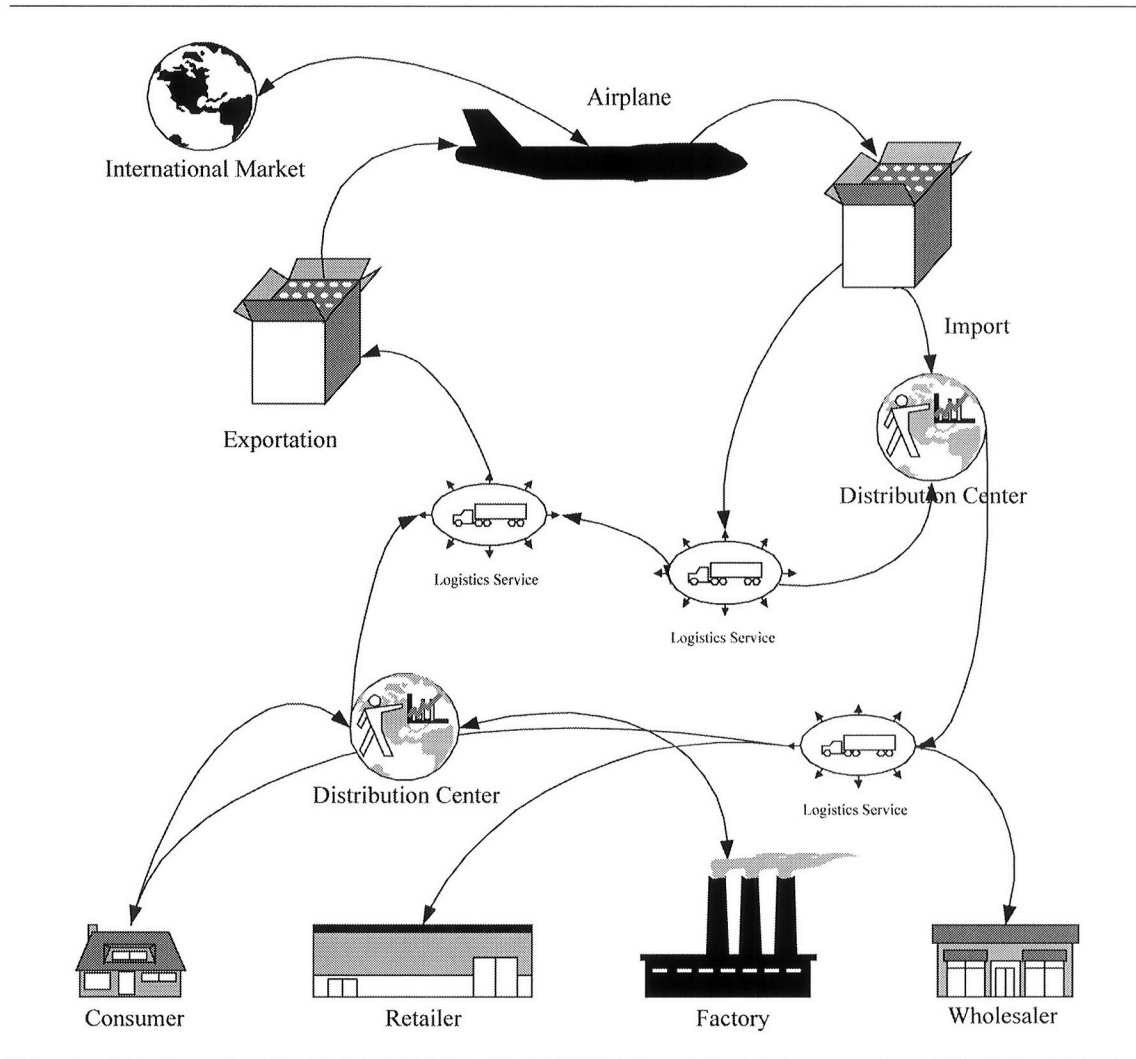 Airplane
International Market
Import
Exportation
Distribution Center
Logistics Service
Logistics Service
Distribution Center
Logistics Service
Consumer
Retailer
Factory
Wholesaler